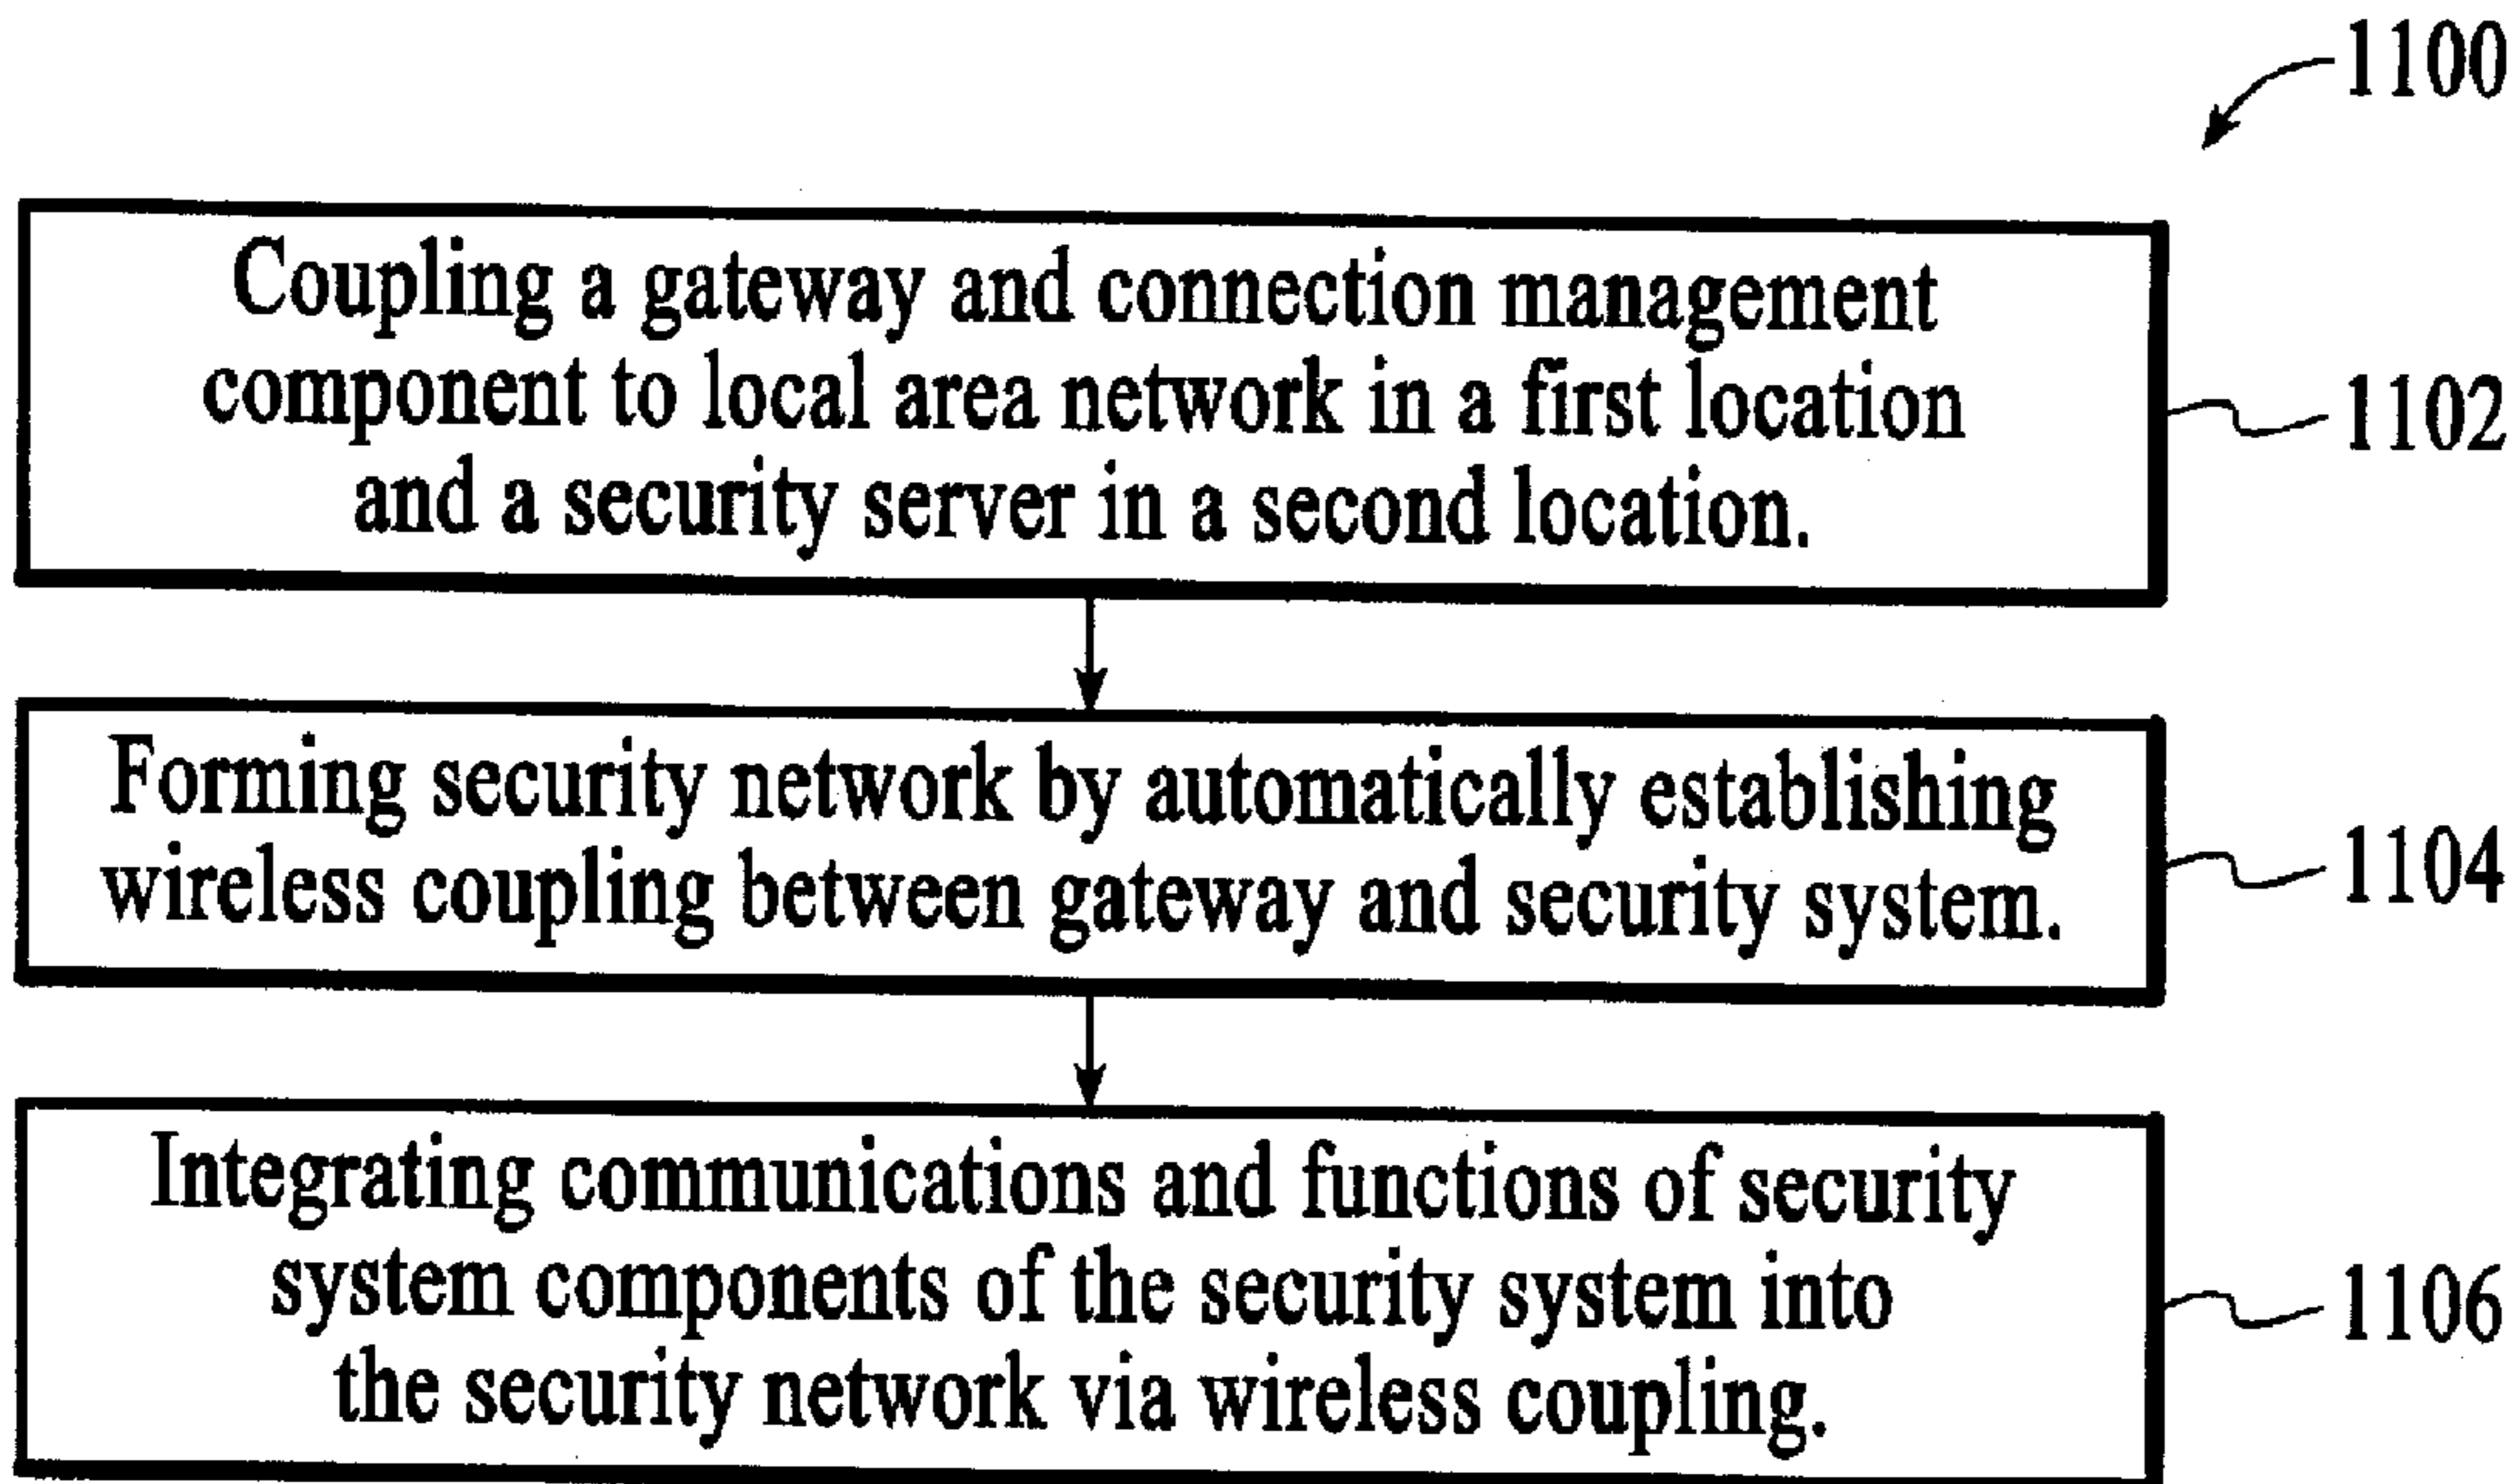 1100
Coupling a gateway and connection management
component to local area network in a first location
and a security server in a second location.
1102
Forming security network by automatically establishing
wireless coupling between gateway and security system.
1104
Integrating communications and functions of security
system components of the security system into
the security network via wireless coupling.
1106